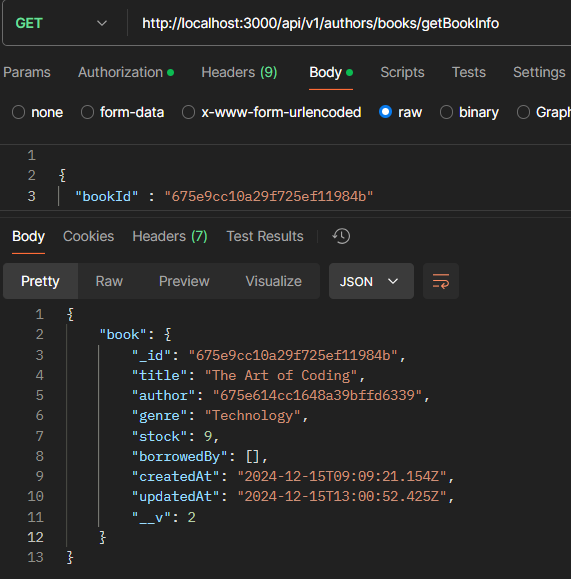 GET http://localhost:3000/api/v1/authors/books/getBookInfo
Params Authorization Headers (9) Body Scripts Tests Settings
none form-data x-www-form-urlencoded raw binary Graph
1
2 {
3 "bookId" : "675e9cc10a29f725ef11984b"
Body Cookies Headers (7) Test Results
Pretty Raw Preview Visualize JSON
1 {
2 "book": {
3 "_id": "675e9cc10a29f725ef11984b",
4 "title": "The Art of Coding",
5 "author": "675e614cc1648a39bffd6339",
6 "genre": "Technology",
7 "stock": 9,
8 "borrowedBy": [],
9 "createdAt": "2024-12-15T09:09:21.154Z",
10 "updatedAt": "2024-12-15T13:00:52.425Z",
11 "__v": 2
12 }
13 }